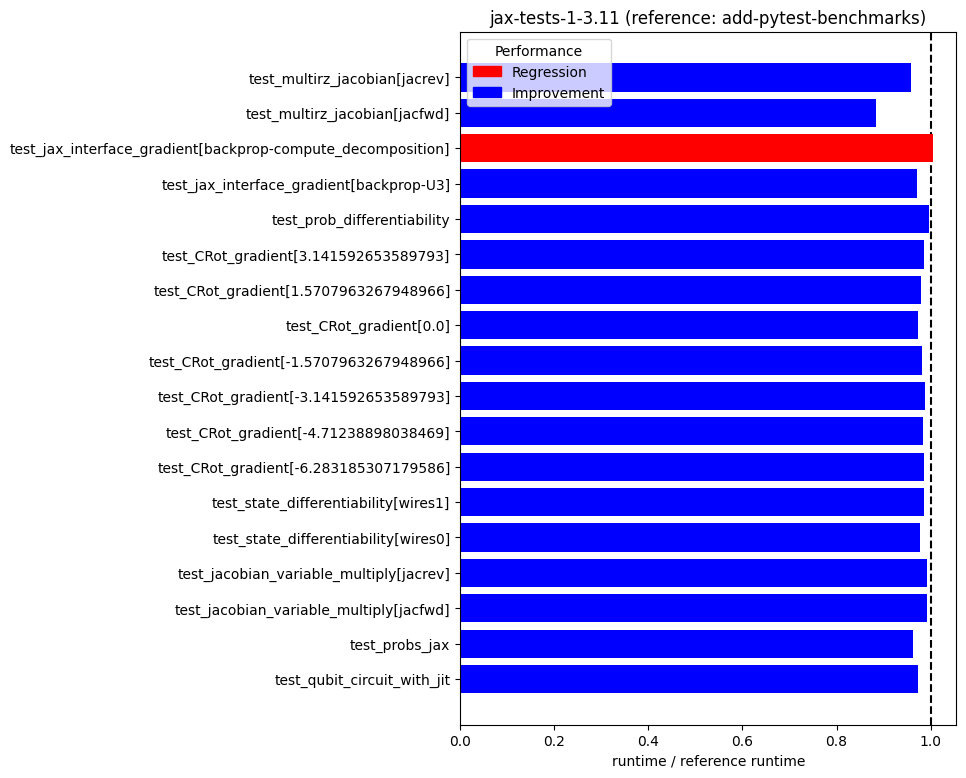 jax-tests-1-3.11 (reference: add-pytest-benchmarks)
Performance
Regression
Improvement
test_multirz_jacobian[jacrev]
test_multirz_jacobian[jacfwd]
test_jax_interface_gradient[backprop-compute_decomposition]
test_jax_interface_gradient[backprop-U3]
test_prob_differentiability
test_CRot_gradient[3.141592653589793]
test_CRot_gradient[1.5707963267948966]
test_CRot_gradient[0.0]
test_CRot_gradient[-1.5707963267948966]
test_CRot_gradient[-3.141592653589793]
test_CRot_gradient[-4.71238898038469]
test_CRot_gradient[-6.283185307179586]
test_state_differentiability[wires1]
test_state_differentiability[wires0]
test_jacobian_variable_multiply[jacrev]
test_jacobian_variable_multiply[jacfwd]
test_probs_jax
test_qubit_circuit_with_jit
0.0 0.2 0.4 0.6 0.8 1.0
runtime / reference runtime